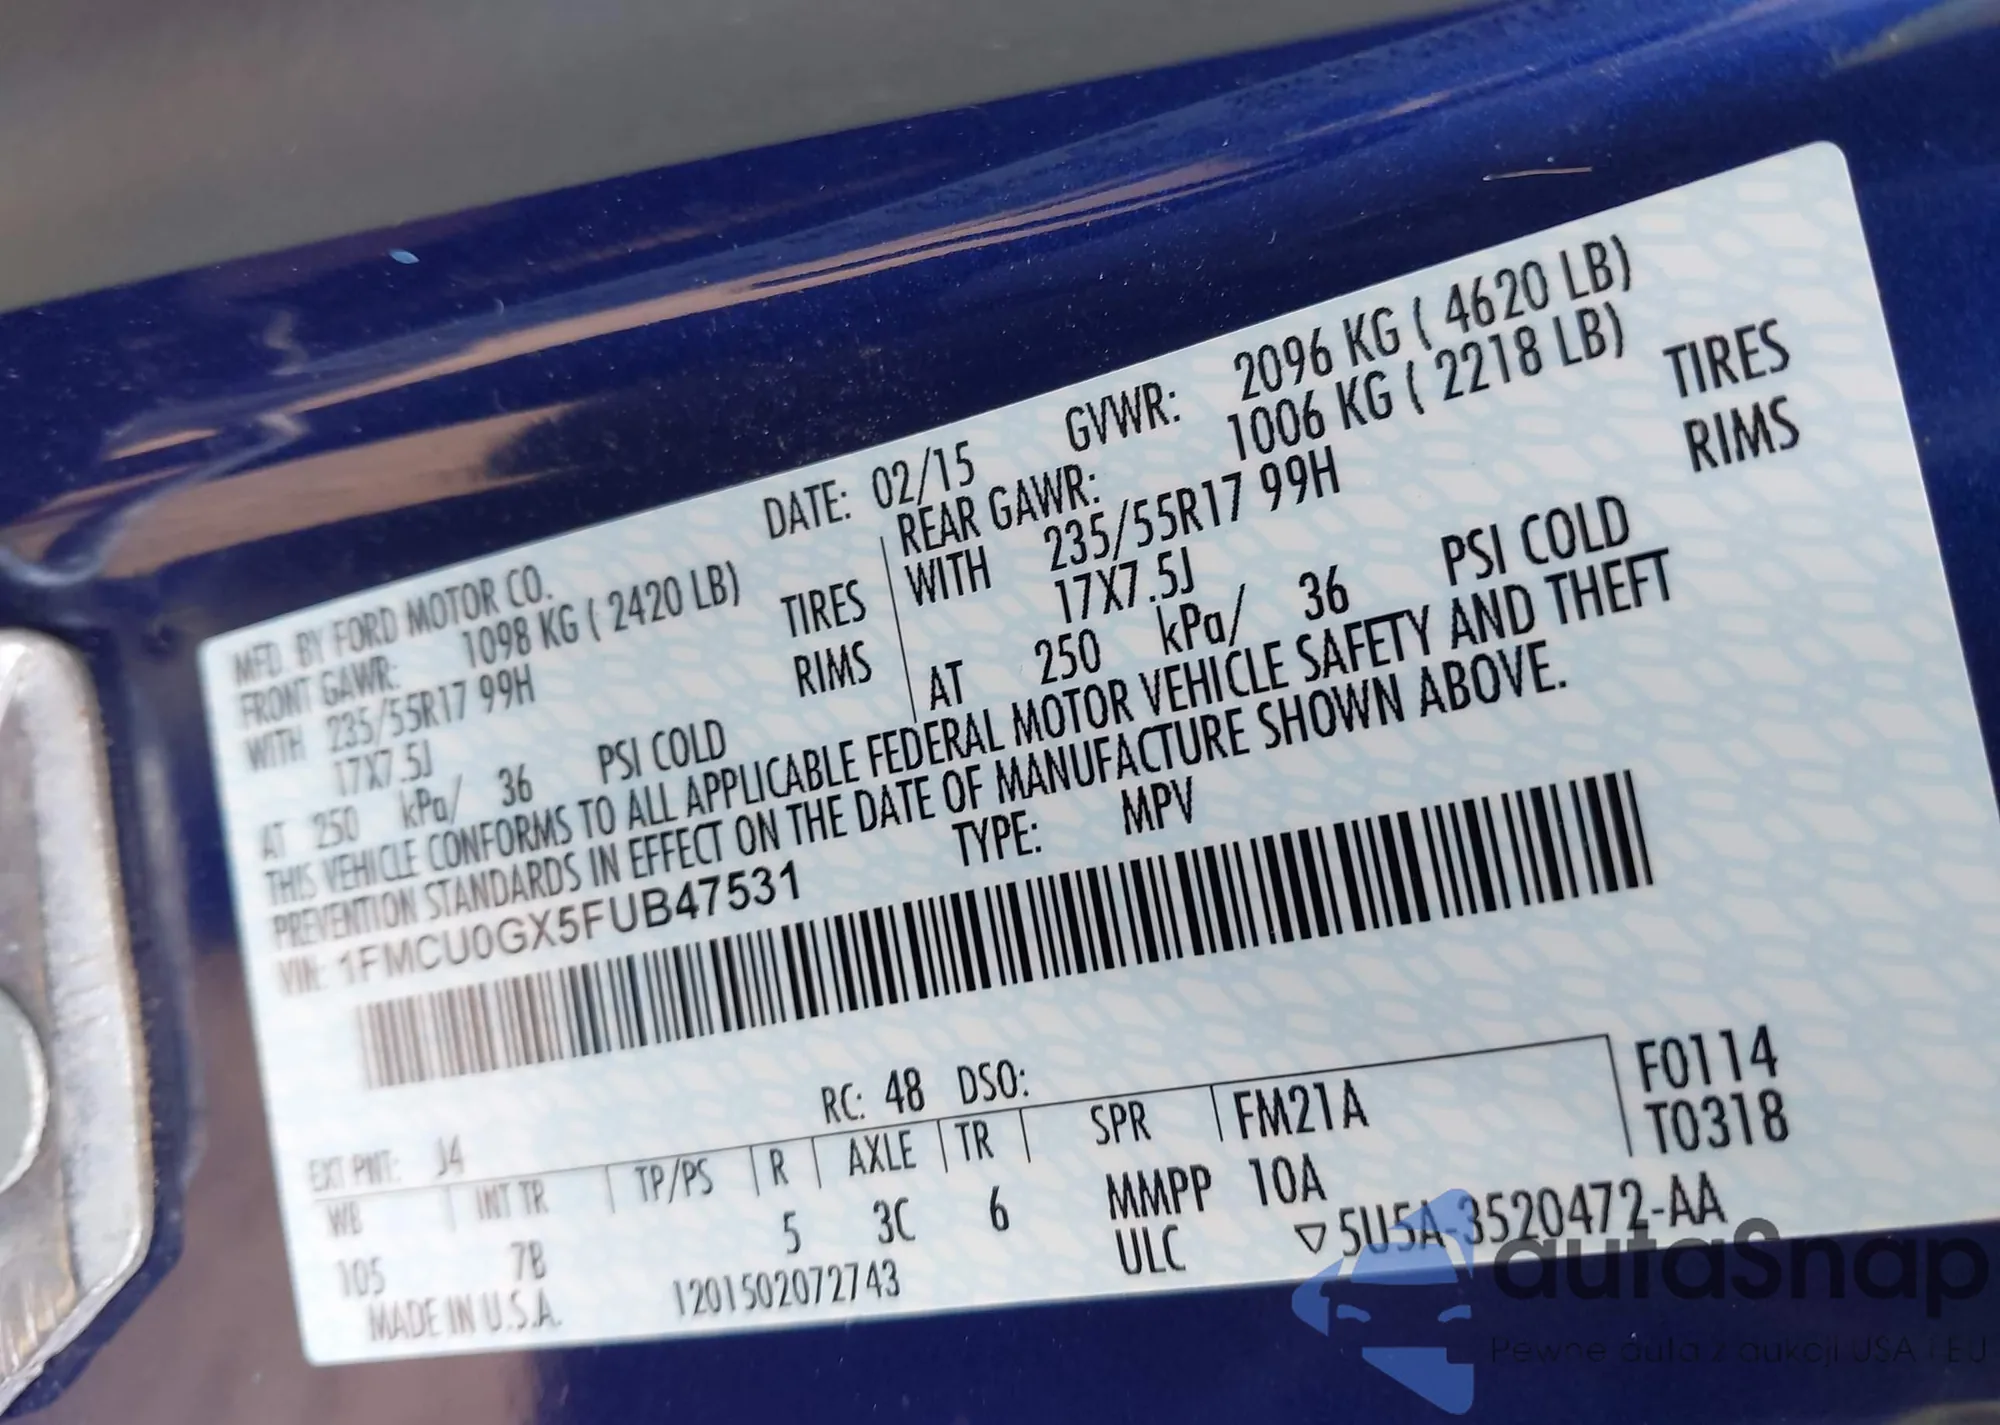 MFD. BY FORD MOTOR CO. DATE: 02/15 GVWR: 2096 KG ( 4620 LB)
FRONT GAWR: 1098 KG ( 2420 LB) REAR GAWR: 1006 KG ( 2218 LB)
WITH 235/55R17 99H TIRES WITH 235/55R17 99H TIRES
17X7.5J RIMS 17X7.5J RIMS
AT 250 kPa/ 36 PSI COLD AT 250 kPa/ 36 PSI COLD
THIS VEHICLE CONFORMS TO ALL APPLICABLE FEDERAL MOTOR VEHICLE SAFETY AND THEFT
PREVENTION STANDARDS IN EFFECT ON THE DATE OF MANUFACTURE SHOWN ABOVE.
VIN: 1FMCU0GX5FUB47531 TYPE: MPV
F0114
T0318
EXT PNT: J4 RC: 48 DSO:
WB INT TR TP/PS R AXLE TR SPR FM21A
105 7B 5 3C 6 MMPP 10A
MADE IN U.S.A. 1201502072743 ULC ▽5U5A-3520472-AA
autaSnap
Pewne auta z aukcji USA i EU